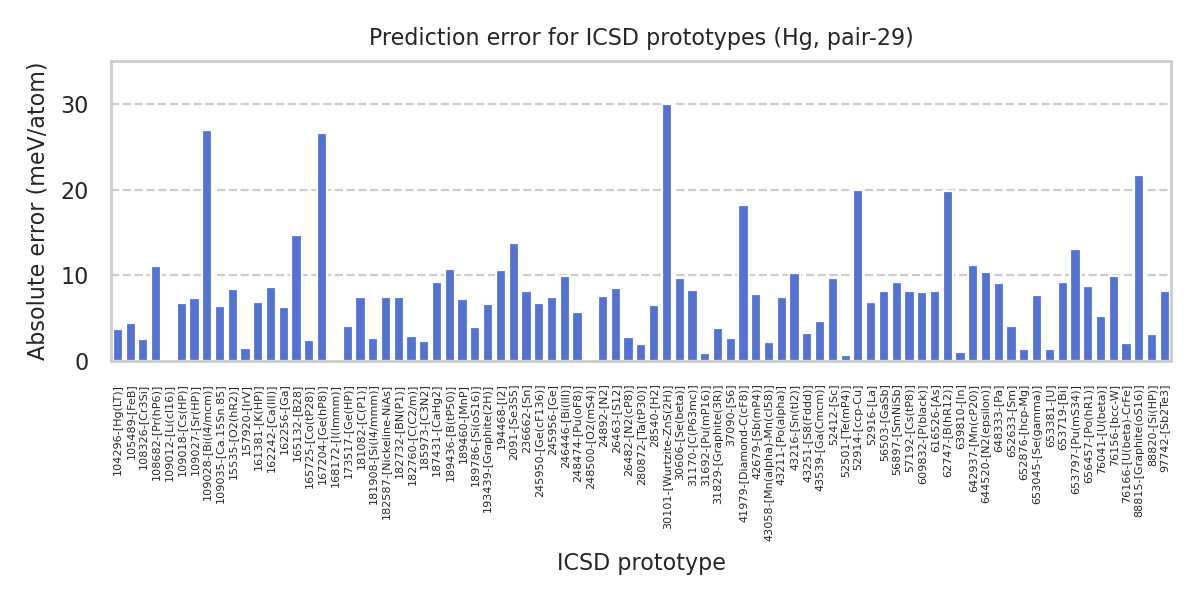 Prediction error for ICSD prototypes (Hg, pair-29)
Absolute error (meV/atom)
30
20
10
0
104296-[Hg(LT)]
105489-[FeB]
108326-[Cr3Si]
108682-[Pr(hP6)]
109012-[Li(cI16)]
109018-[Cs(HP)]
109027-[Sr(HP)]
109028-[Bi(I4/mcm)]
109035-[Ca.15Sn.85]
15535-[O2(hR2)]
157920-[IrV]
161381-[K(HP)]
162242-[Ca(III)]
162256-[Ga]
165132-[B28]
165725-[Co(tP28)]
167204-[Ge(hP8)]
168172-[I(Immm)]
173517-[Ge(HP)]
181082-[C(P1)]
181908-[Si(I4/mmm)]
182587-[Nickeline-NiAs]
182732-[BN(P1)]
182760-[C(C2/m)]
185973-[C3N2]
187431-[CaHg2]
189436-[B(tP50)]
189460-[MnP]
189786-[Si(oS16)]
193439-[Graphite(2H)]
194468-[I2]
2091-[Se3S5]
236662-[Sn]
245950-[Ge(cF136)]
245956-[Ge]
246446-[Bi(III)]
248474-[Pu(oF8)]
248500-[O2(mS4)]
24892-[N2]
26463-[S12]
26482-[N2(cP8)]
280872-[Ta(tP30)]
28540-[H2]
30101-[Wurtzite-ZnS(2H)]
30606-[Se(beta)]
31170-[C(P63mc)]
31692-[Pu(mP16)]
31829-[Graphite(3R)]
37090-[S6]
41979-[Diamond-C(cF8)]
42679-[Sb(mP4)]
43058-[Mn(alpha)-Mn(cI58)]
43211-[Po(alpha)]
43216-[Sn(tI2)]
43251-[S8(Fddd)]
43539-[Ga(Cmcm)]
52412-[Sc]
52501-[Te(mP4)]
52914-[ccp-Cu]
52916-[La]
56503-[GaSb]
56897-[SmNiSb]
57192-[Cs(tP8)]
609832-[P(black)]
616526-[As]
62747-[B(hR12)]
639810-[In]
642937-[Mn(cP20)]
644520-[N2(epsilon)]
648333-[Pa]
652633-[Sm]
652876-[hcp-Mg]
653045-[Se(gamma)]
653381-[U]
653719-[Bi]
653797-[Pu(mS34)]
656457-[Po(hR1)]
76041-[U(beta)]
76156-[bcc-W]
76166-[U(beta)-CrFe]
88815-[Graphite(oS16)]
88820-[Si(HP)]
97742-[Sb2Te3]
ICSD prototype